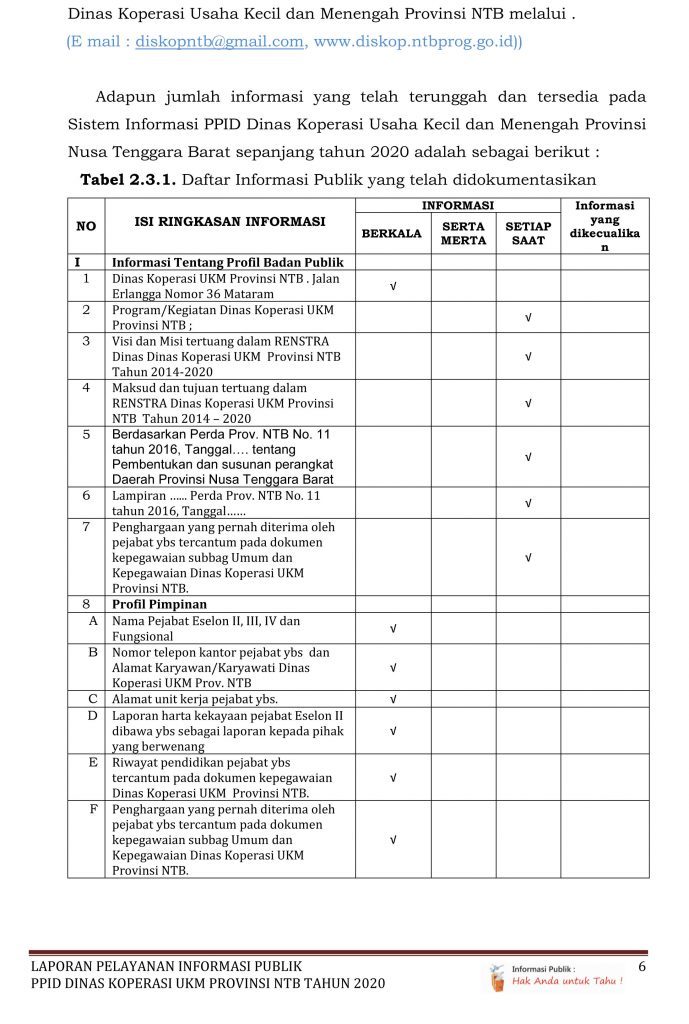 Dinas Koperasi Usaha Kecil dan Menengah Provinsi NTB melalui .
(E mail : diskopntb@gmail.com, www.diskop.ntbprog.go.id))
Adapun jumlah informasi yang telah terunggah dan tersedia pada
Sistem Informasi PPID Dinas Koperasi Usaha Kecil dan Menengah Provinsi
Nusa Tenggara Barat sepanjang tahun 2020 adalah sebagai berikut :
Tabel 2.3.1. Daftar Informasi Publik yang telah didokumentasikan
NO
ISI RINGKASAN INFORMASI
INFORMASI
BERKALA
SERTA
MERTA
SETIAP
SAAT
Informasi
yang
dikecualika
n
I Informasi Tentang Profil Badan Publik
1 Dinas Koperasi UKM Provinsi NTB . Jalan
Erlangga Nomor 36 Mataram √
2 Program/Kegiatan Dinas Koperasi UKM
Provinsi NTB ; √
3 Visi dan Misi tertuang dalam RENSTRA
Dinas Dinas Koperasi UKM Provinsi NTB √
Tahun 2014-2020
4 Maksud dan tujuan tertuang dalam
RENSTRA Dinas Koperasi UKM Provinsi √
NTB Tahun 2014 – 2020
5 Berdasarkan Perda Prov. NTB No. 11
tahun 2016, Tanggal…. tentang
Pembentukan dan susunan perangkat √
Daerah Provinsi Nusa Tenggara Barat
6 Lampiran …... Perda Prov. NTB No. 11
tahun 2016, Tanggal…… √
7 Penghargaan yang pernah diterima oleh
pejabat ybs tercantum pada dokumen
kepegawaian subbag Umum dan √
Kepegawaian Dinas Koperasi UKM
Provinsi NTB.
8 Profil Pimpinan
A Nama Pejabat Eselon II, III, IV dan
Fungsional √
B Nomor telepon kantor pejabat ybs dan
Alamat Karyawan/Karyawati Dinas √
Koperasi UKM Prov. NTB
C Alamat unit kerja pejabat ybs. √
D Laporan harta kekayaan pejabat Eselon II
dibawa ybs sebagai laporan kepada pihak √
yang berwenang
E Riwayat pendidikan pejabat ybs
tercantum pada dokumen kepegawaian √
Dinas Koperasi UKM Provinsi NTB.
F Penghargaan yang pernah diterima oleh
pejabat ybs tercantum pada dokumen
kepegawaian subbag Umum dan √
Kepegawaian Dinas Koperasi UKM
Provinsi NTB.
LAPORAN PELAYANAN INFORMASI PUBLIK
PPID DINAS KOPERASI UKM PROVINSI NTB TAHUN 2020
Informasi Publik :
Hak Anda untuk Tahu !
6